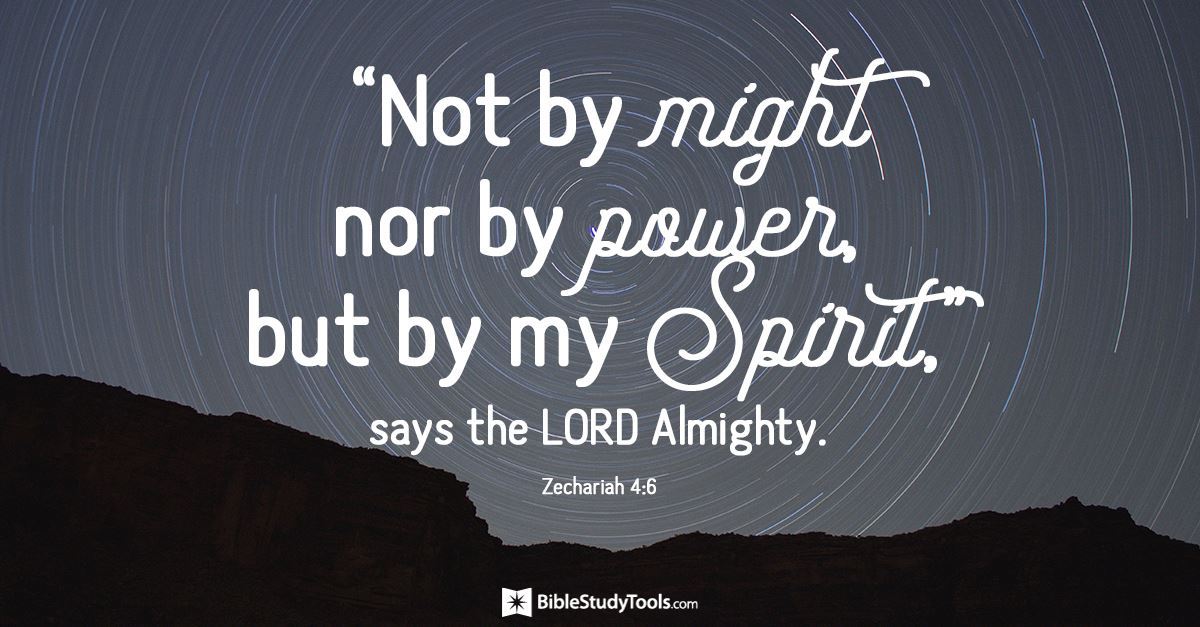 “Not by might
nor by power,
but by my Spirit,”
says the LORD Almighty.
Zechariah 4:6
BibleStudyTools.com